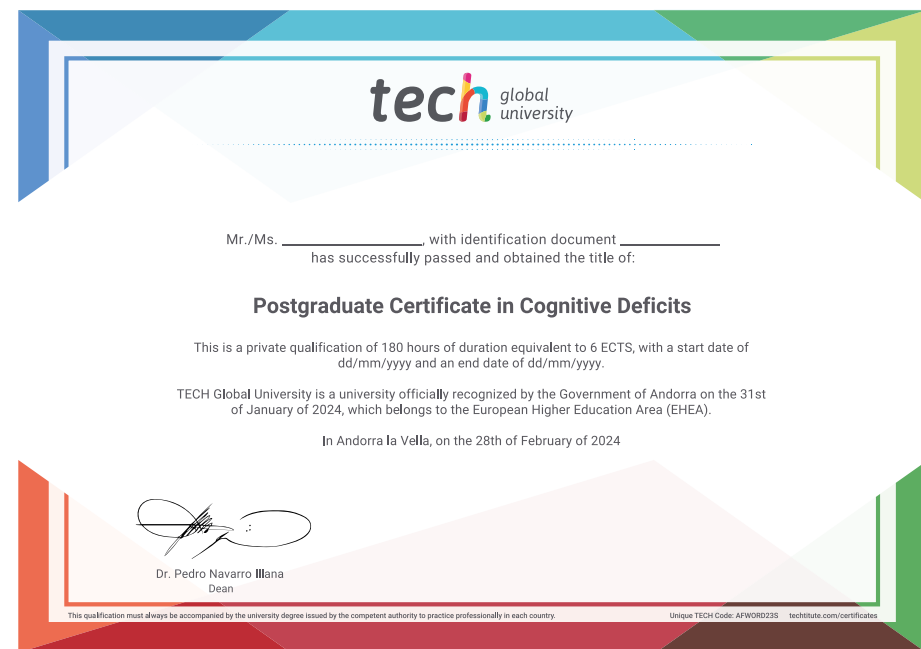 tech global university
Mr./Ms. ____________, with identification document ____________
has successfully passed and obtained the title of:
Postgraduate Certificate in Cognitive Deficits
This is a private qualification of 180 hours of duration equivalent to 6 ECTS, with a start date of
dd/mm/yyyy and an end date of dd/mm/yyyy.
TECH Global University is a university officially recognized by the Government of Andorra on the 31st
of January of 2024, which belongs to the European Higher Education Area (EHEA).
In Andorra la Vella, on the 28th of February of 2024
Dr. Pedro Navarro Illana
Dean
This qualification must always be accompanied by the university degree issued by the competent authority to practice professionally in each country.
Unique TECH Code: AFWORD23S techtitute.com/certificates